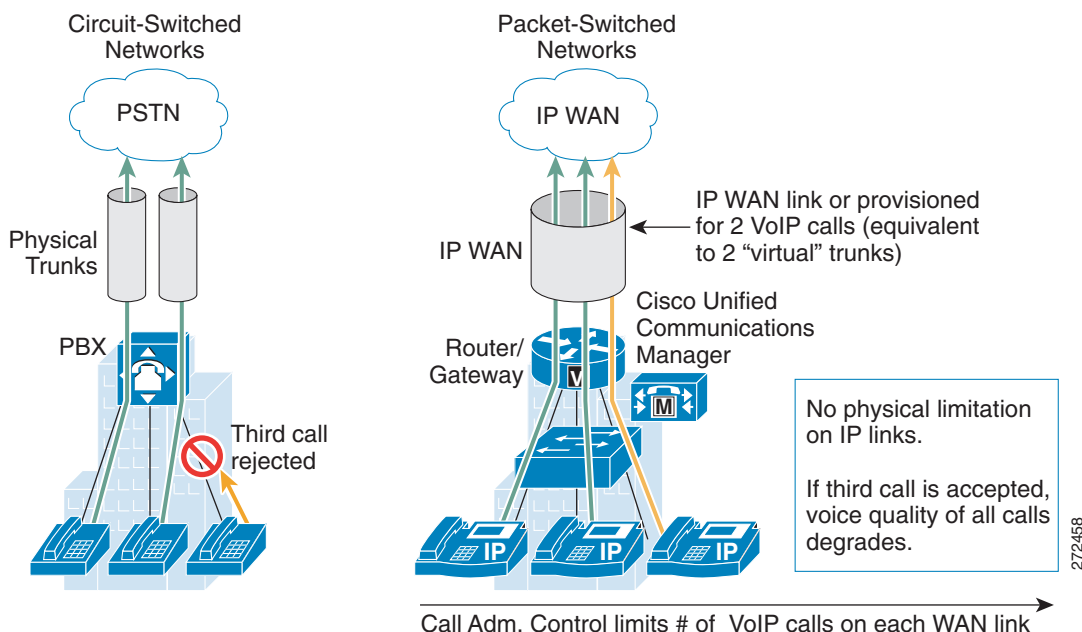 Circuit-Switched
Networks
PSTN
Physical
Trunks
PBX
Third call
rejected
Packet-Switched
Networks
IP WAN
IP WAN link or provisioned
for 2 VoIP calls (equivalent
to 2 “virtual” trunks)
IP WAN
Cisco Unified
Communications
Manager
Router/
Gateway
V
M
IP
IP
IP
No physical limitation
on IP links.
If third call is accepted,
voice quality of all calls
degrades.
272458
Call Adm. Control limits # of VoIP calls on each WAN link